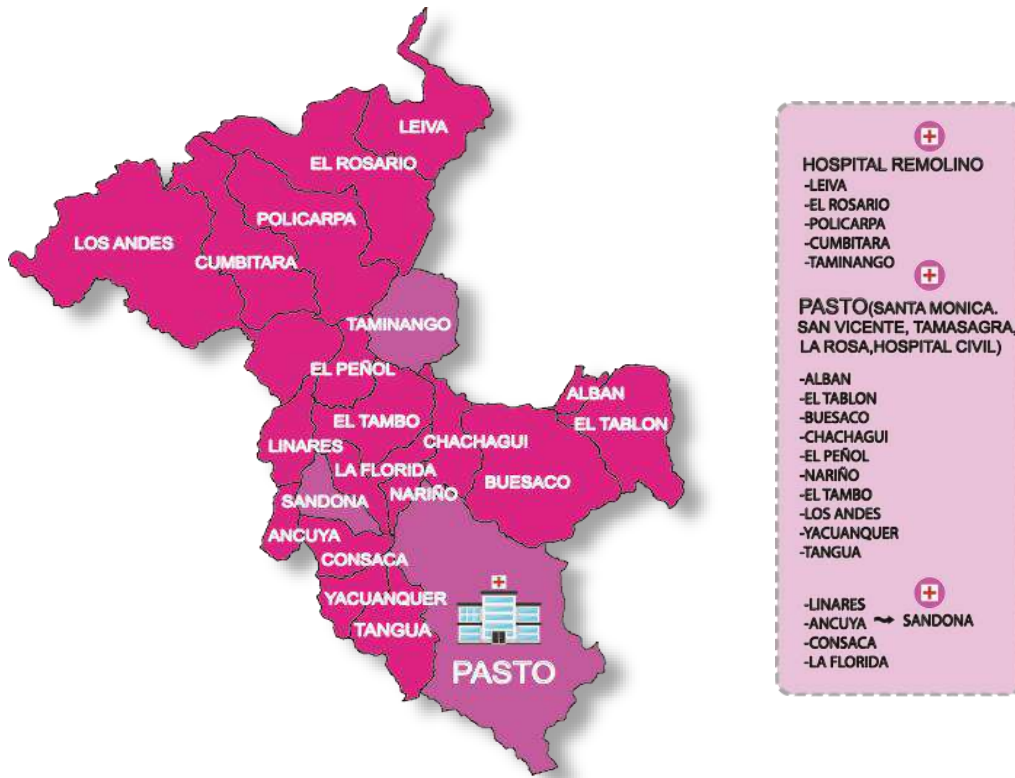 LEIVA
EL ROSARIO
POLICARPA
LOS ANDES
CUMBITARA
TAMINANGO
EL PEÑOL
ALBAN
EL TAMBO
EL TABLON
LINARES
CHACHAGUI
LA FLORIDA
BUESACO
SANDONA
NARIÑO
ANCUYA
CONSACA
YACUANQUER
TANGUA
PASTO
HOSPITAL REMOLINO
-LEIVA
-EL ROSARIO
-POLICARPA
-CUMBITARA
-TAMINANGO
PASTO(SANTA MONICA.
SAN VICENTE, TAMASAGRA,
LA ROSA,HOSPITAL CIVIL)
-ALBAN
-EL TABLON
-BUESACO
-CHACHAGUI
-EL PEÑOL
-NARIÑO
-EL TAMBO
-LOS ANDES
-YACUANQUER
-TANGUA
-LINARES
-ANCUYA ⇝ SANDONA
-CONSACA
-LA FLORIDA